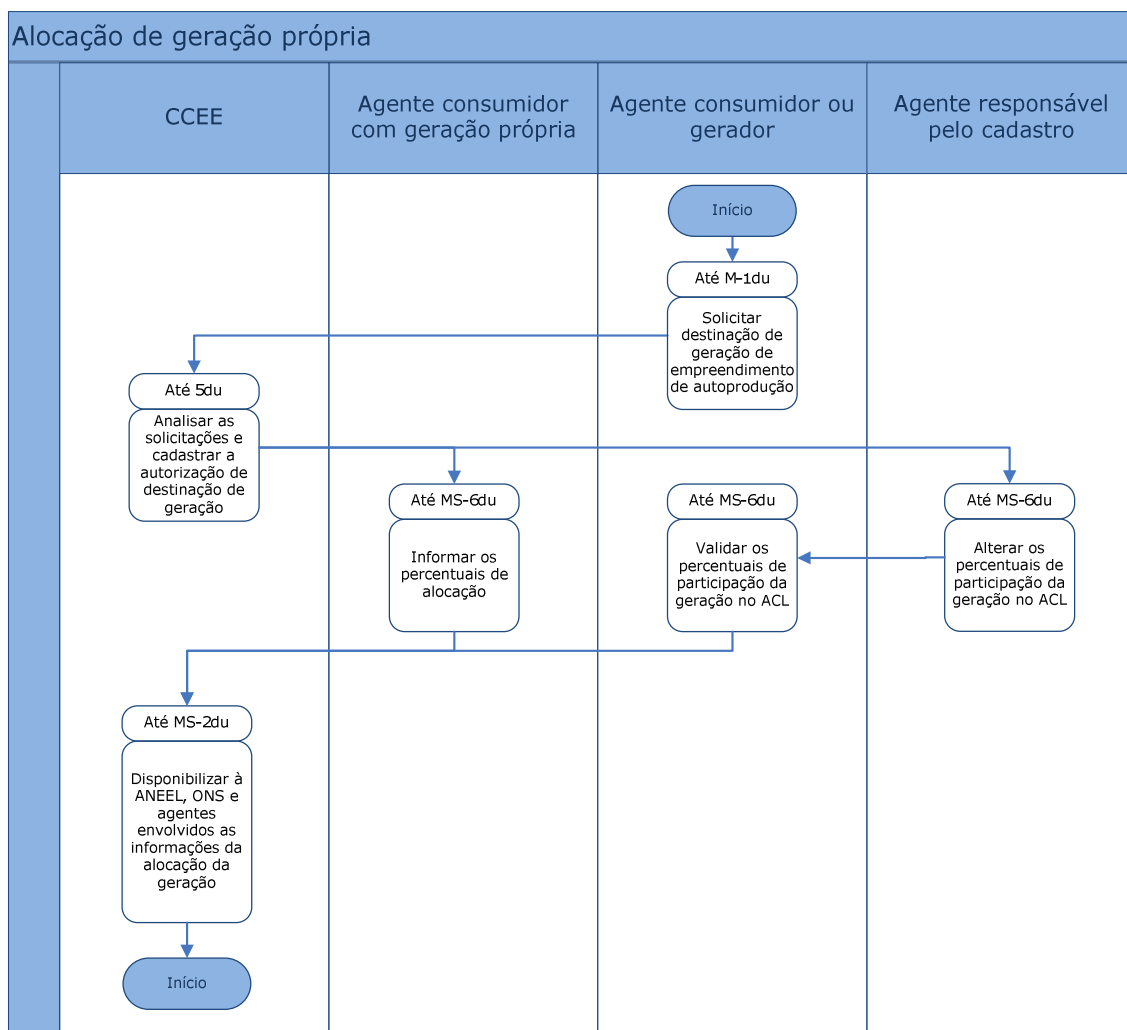 Alocação de geração própria
CCEE
Agente consumidor
com geração própria
Agente consumidor ou
gerador
Agente responsável
pelo cadastro
Início
Até M-1du
Solicitar
destinação de
geração de
empreendimento
de autoprodução
Até 5du
Analisar as
solicitações e
cadastrar a
autorização de
destinação de
geração
Até MS-6du
Informar os
percentuais de
alocação
Até MS-6du
Validar os
percentuais de
participação da
geração no ACL
Até MS-6du
Alterar os
percentuais de
participação da
geração no ACL
Até MS-2du
Disponibilizar à
ANEEL, ONS e
agentes
envolvidos as
informações da
alocação da
geração
Início